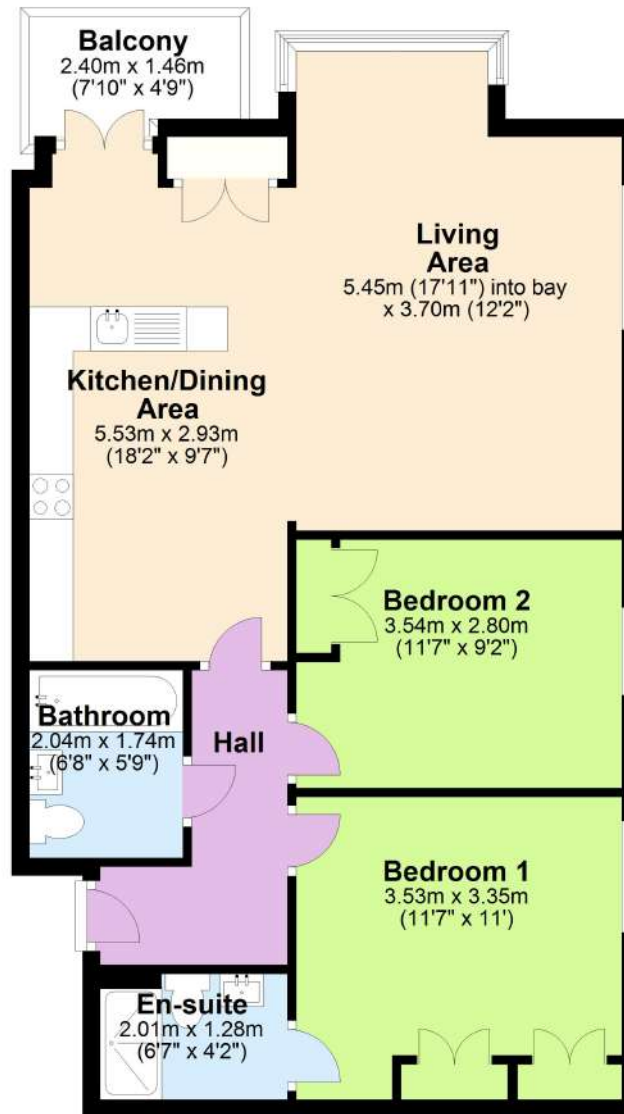 Balcony
2.40m x 1.46m
(7'10" x 4'9")
Living
Area
5.45m (17'11") into bay
x 3.70m (12'2")
Kitchen/Dining
Area
5.53m x 2.93m
(18'2" x 9'7")
Bedroom 2
3.54m x 2.80m
(11'7" x 9'2")
Bathroom
2.04m x 1.74m
(6'8" x 5'9")
Hall
Bedroom 1
3.53m x 3.35m
(11'7" x 11')
En-suite
2.01m x 1.28m
(6'7" x 4'2")